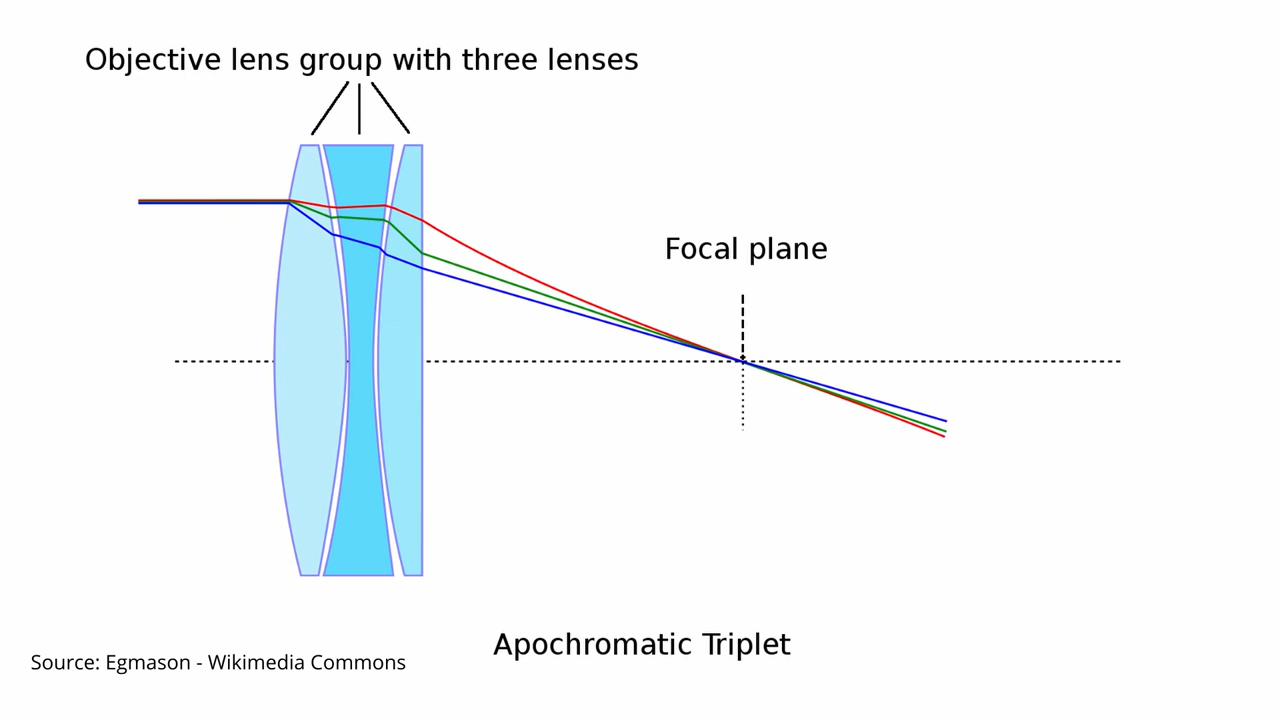 Objective lens group with three lenses
Focal plane
Apochromatic Triplet
Source: Egmason - Wikimedia Commons